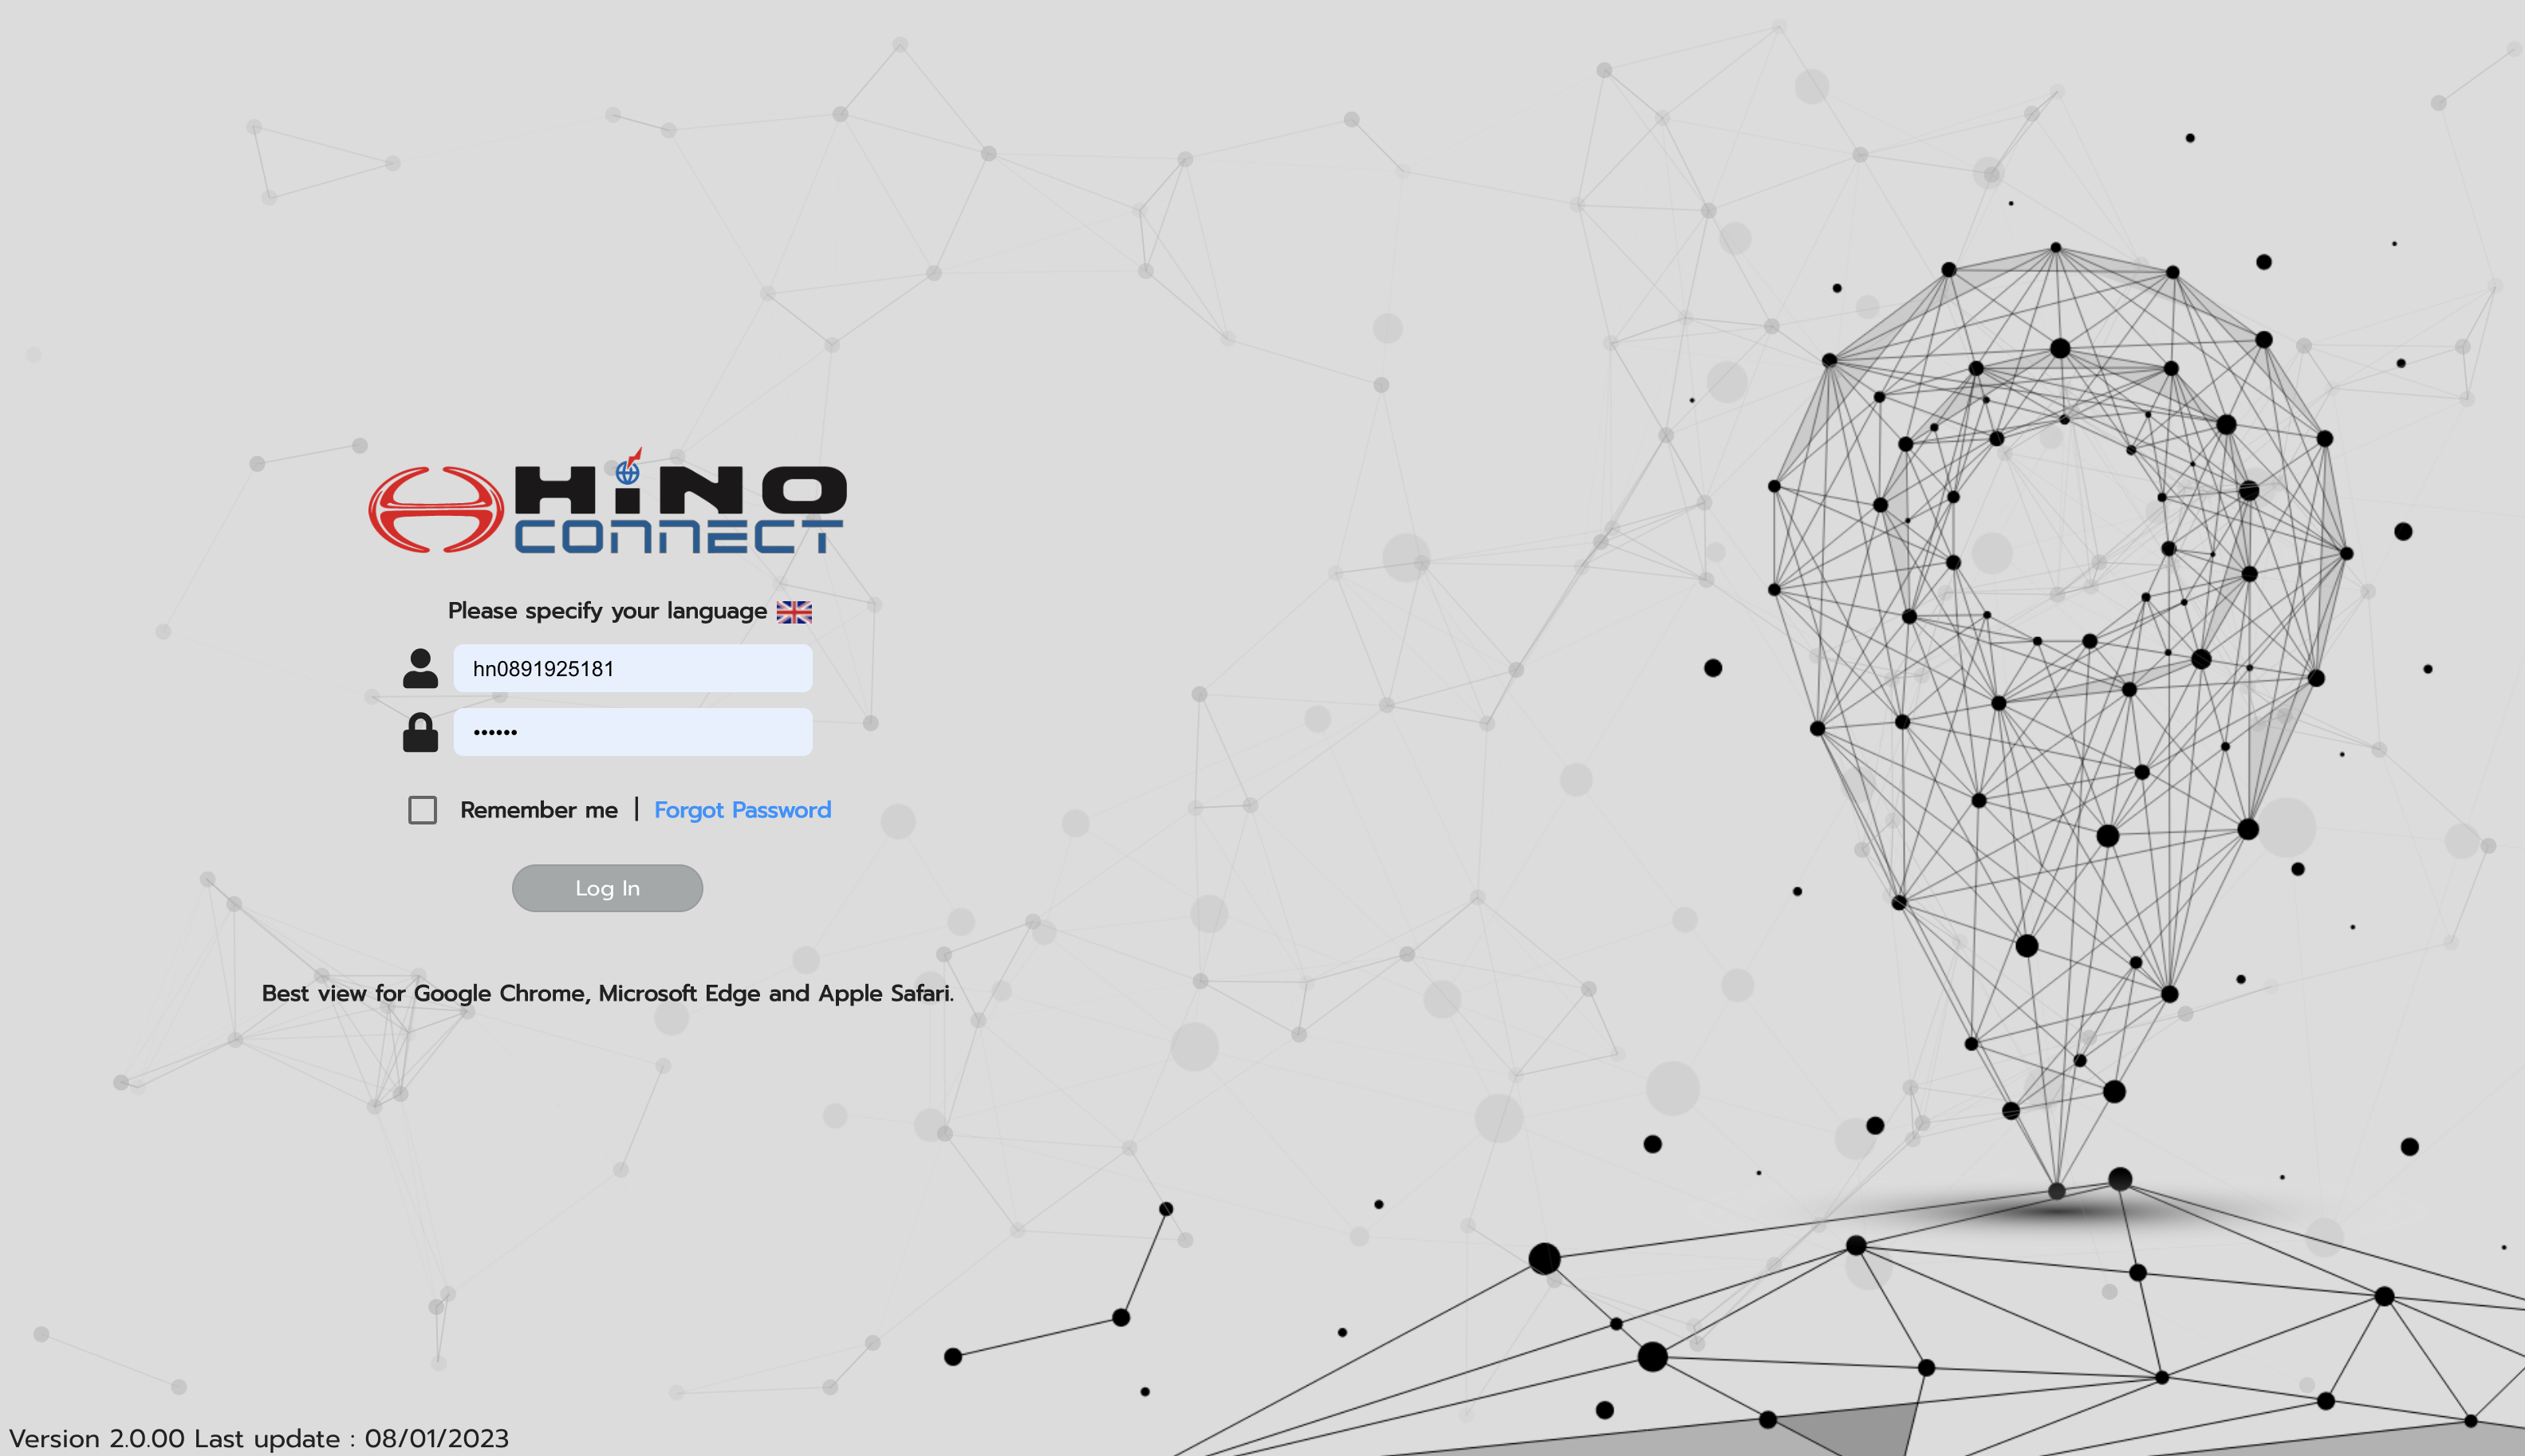 HINO
CONNECT
Please specify your language
hn0891925181
••••••
Remember me | Forgot Password
Log In
Best view for Google Chrome, Microsoft Edge and Apple Safari.
Version 2.0.00 Last update : 08/01/2023